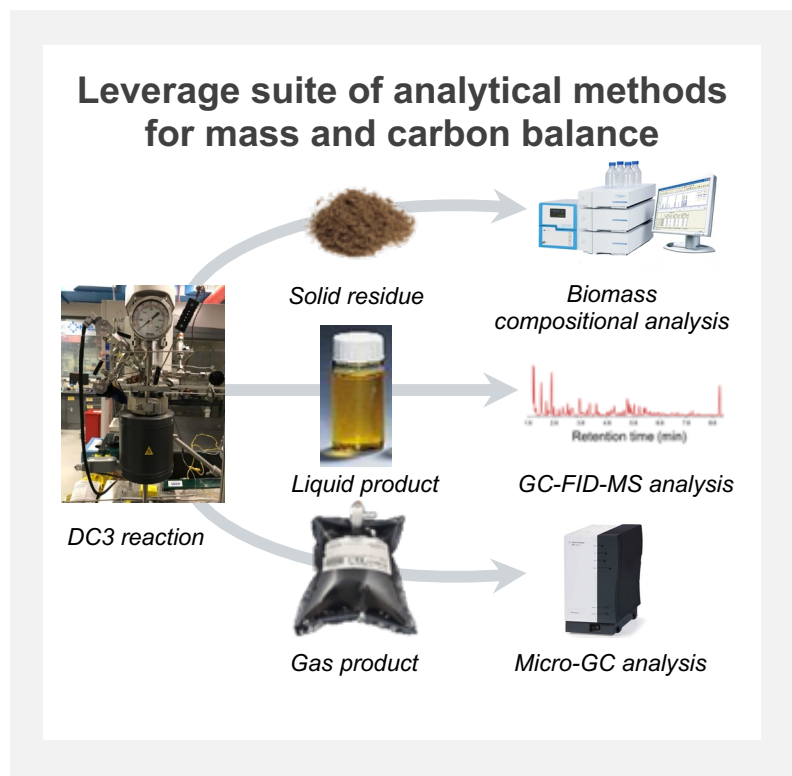 Leverage suite of analytical methods
for mass and carbon balance
Solid residue
Biomass
compositional analysis
Retention time (min)
DC3 reaction
Liquid product
GC-FID-MS analysis
Gas product
Micro-GC analysis